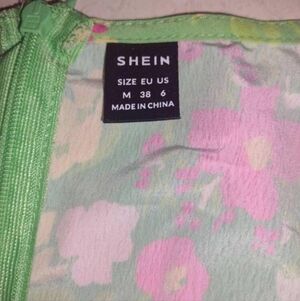 SHEIN
SIZE EU US
M 38 6
MADE IN CHINA